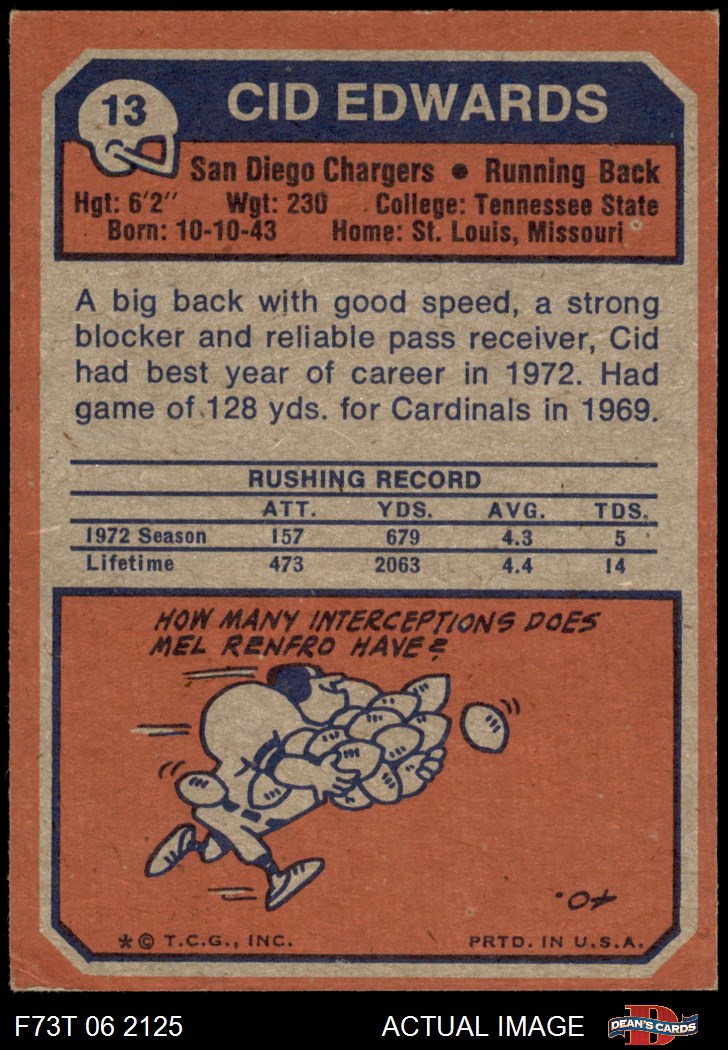 13
CID EDWARDS
San Diego Chargers • Running Back
Hgt: 6'2" Wgt: 230 College: Tennessee State
Born: 10-10-43 Home: St. Louis, Missouri
A big back with good speed, a strong
blocker and reliable pass receiver, Cid
had best year of career in 1972. Had
game of 128 yds. for Cardinals in 1969.
RUSHING RECORD
ATT. YDS. AVG. TDS.
1972 Season 157 679 4.3 5
Lifetime 473 2063 4.4 14
HOW MANY INTERCEPTIONS DOES
MEL RENFRO HAVE?
40.
* © T.C.G., INC. PRTD. IN U.S.A.
F73T 06 2125 ACTUAL IMAGE D DEAN'S CARDS